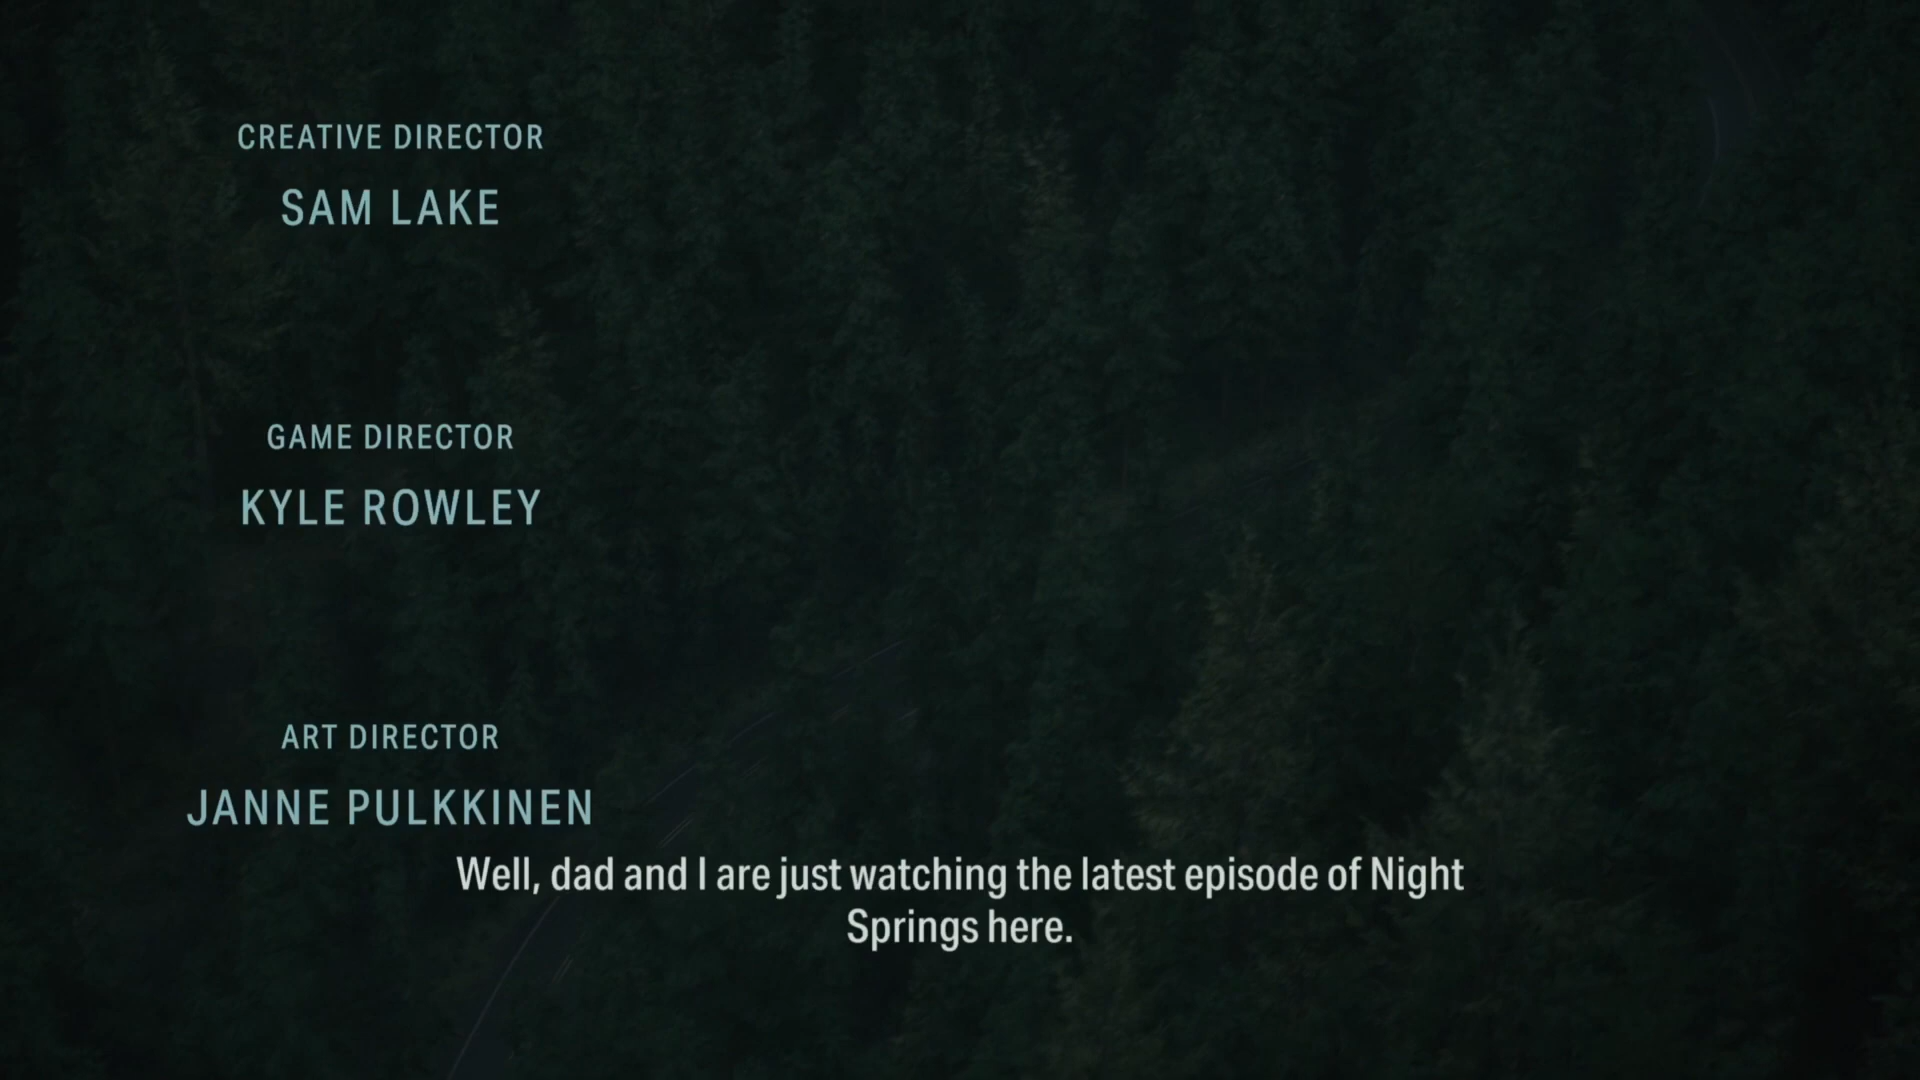 CREATIVE DIRECTOR
SAM LAKE
GAME DIRECTOR
KYLE ROWLEY
ART DIRECTOR
JANNE PULKKINEN
Well, dad and I are just watching the latest episode of Night
Springs here.